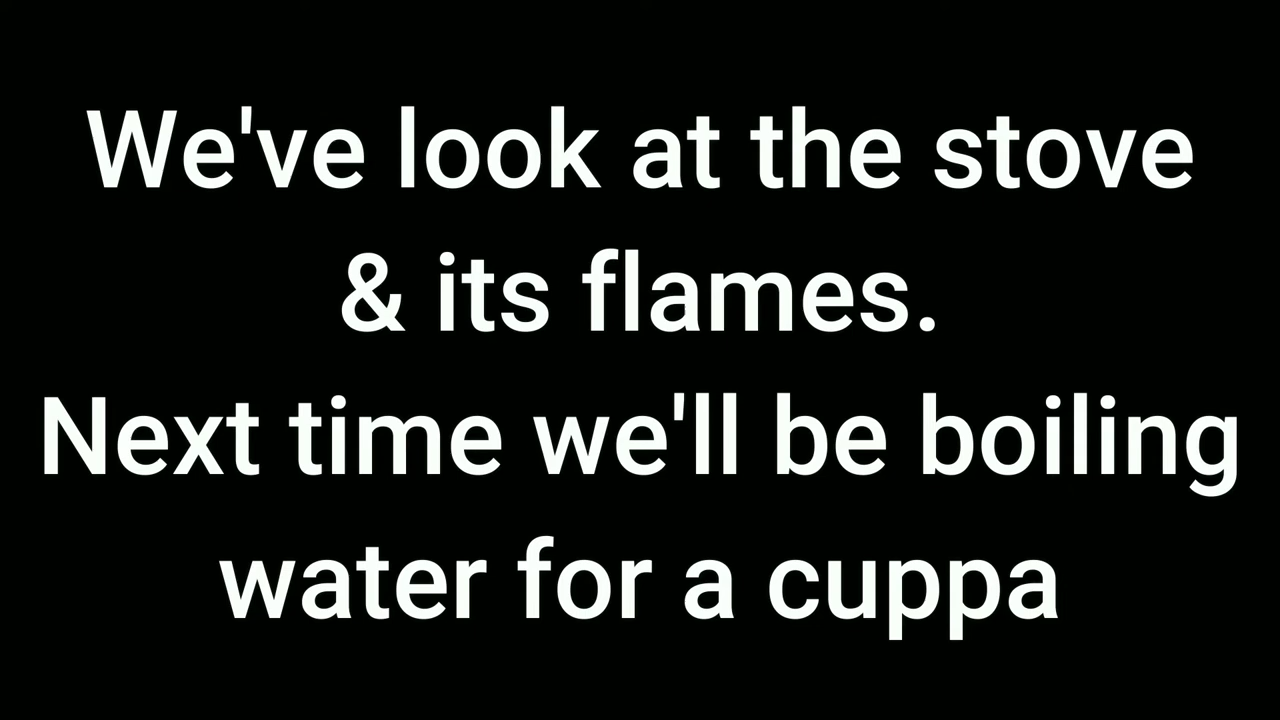 We've look at the stove
& its flames.
Next time we'll be boiling
water for a cuppa